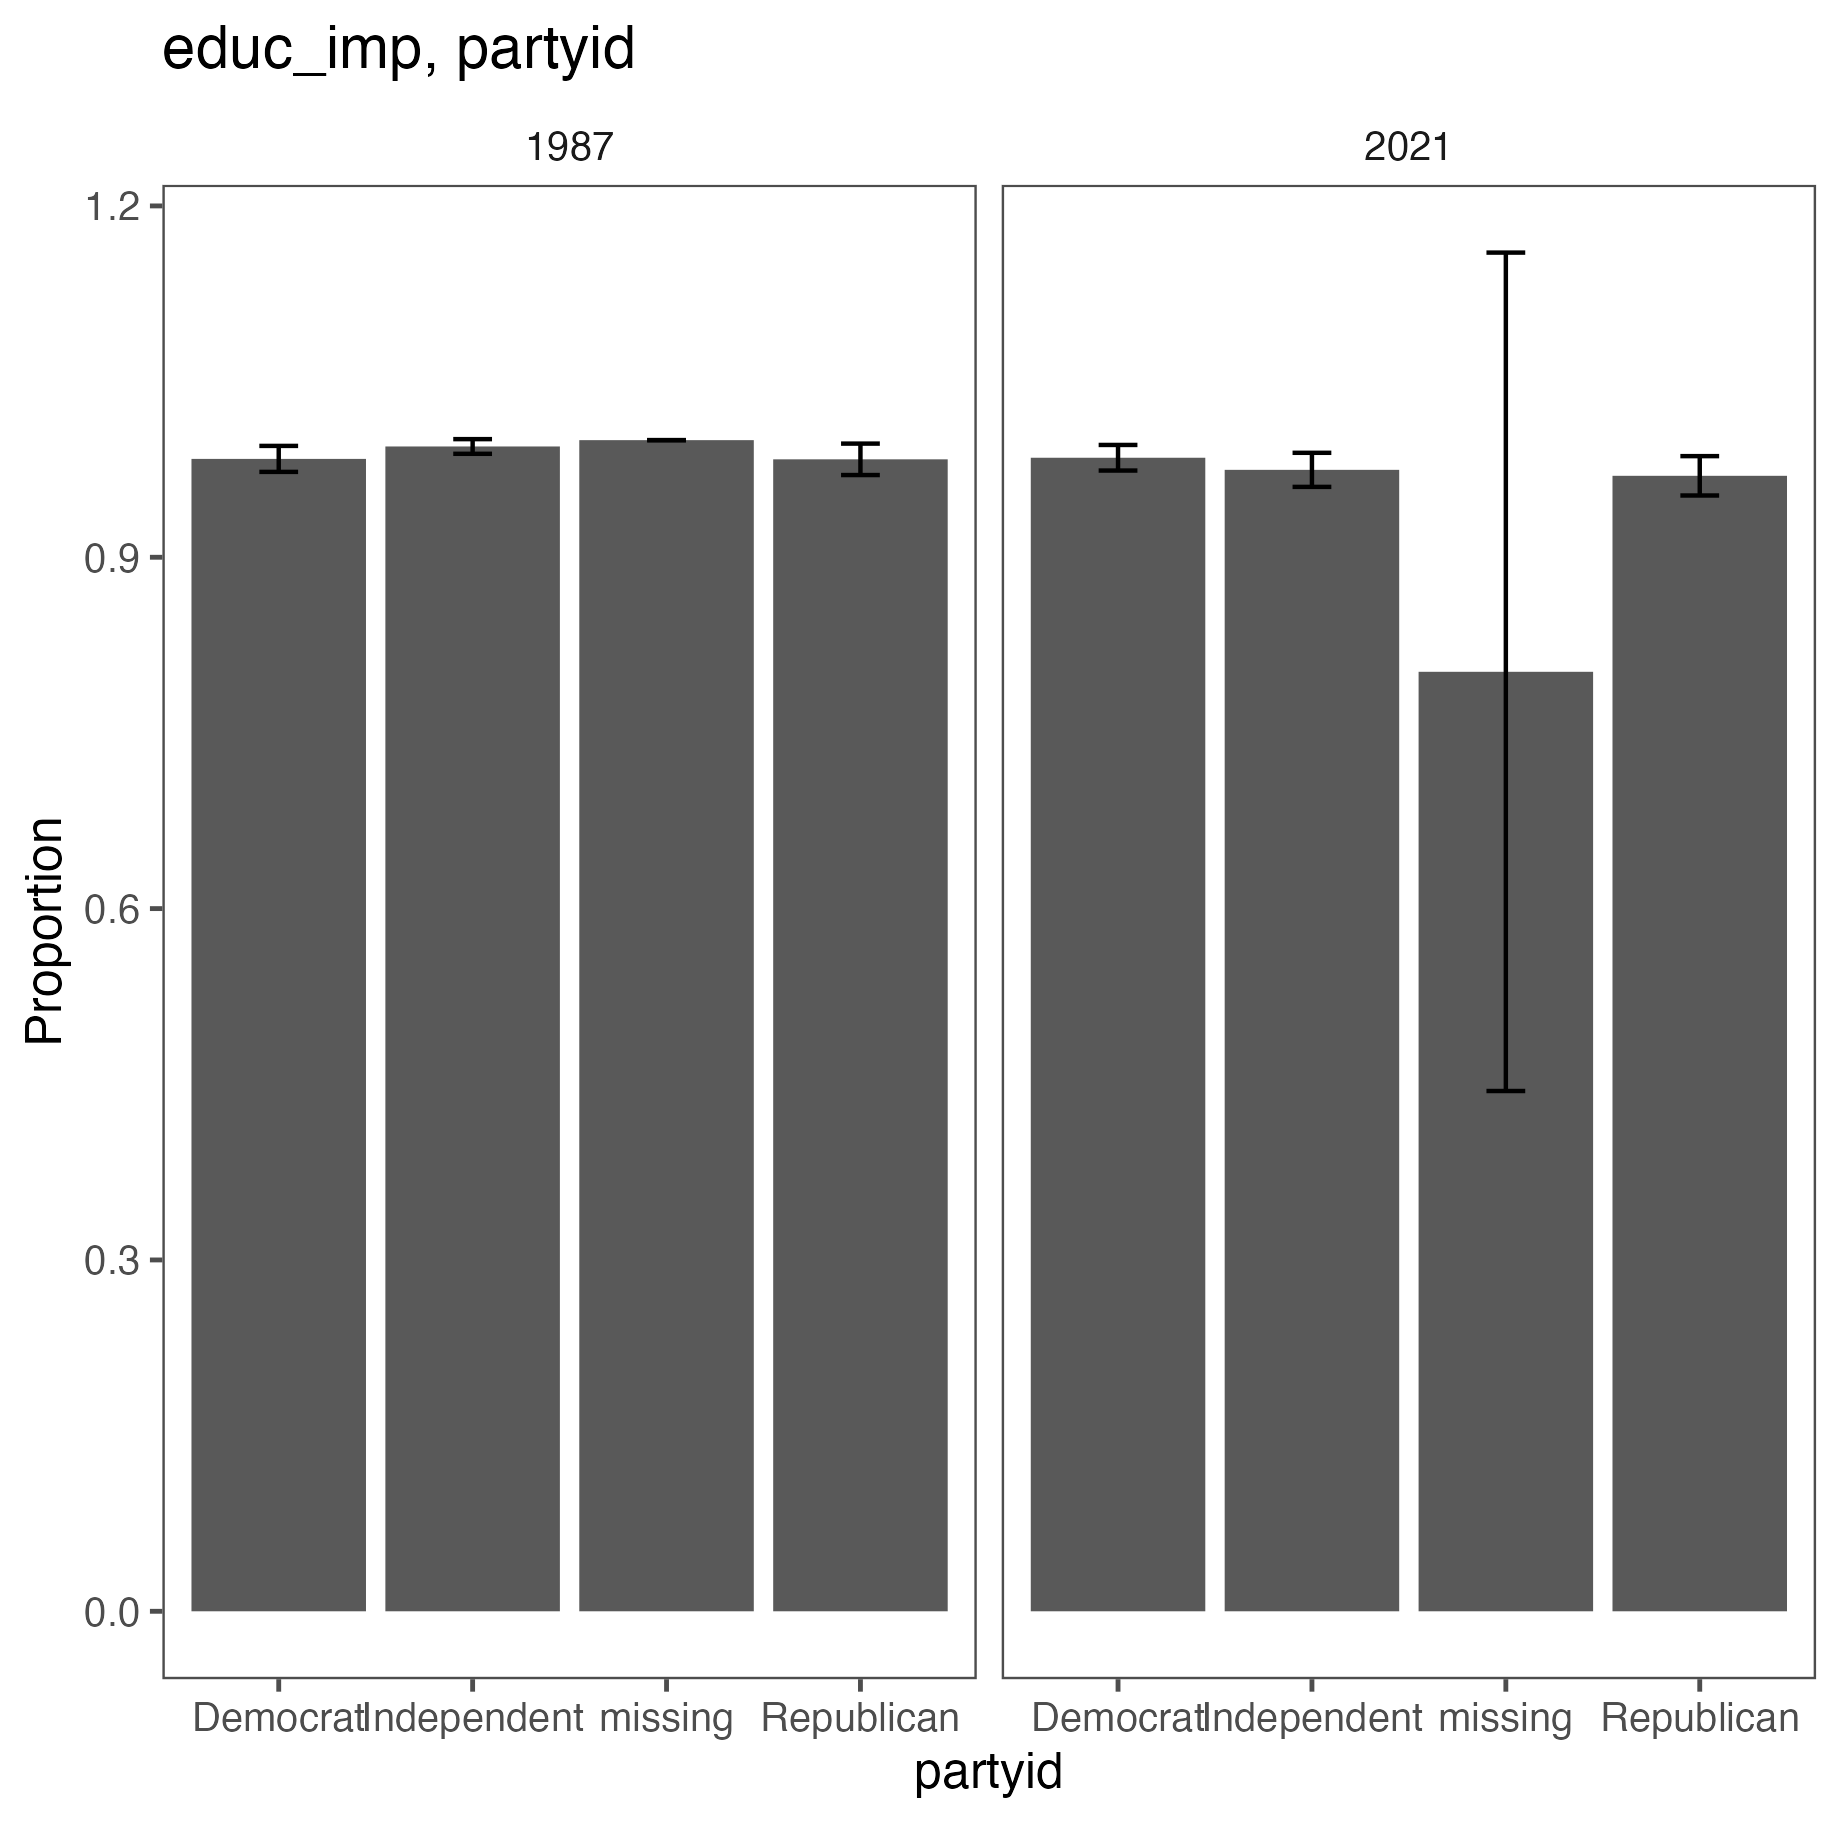 educ_imp, partyid
1987
2021
1.2
0.9
0.6
0.3
0.0
Proportion
Democrat Independent missing Republican
Democrat Independent missing Republican
partyid